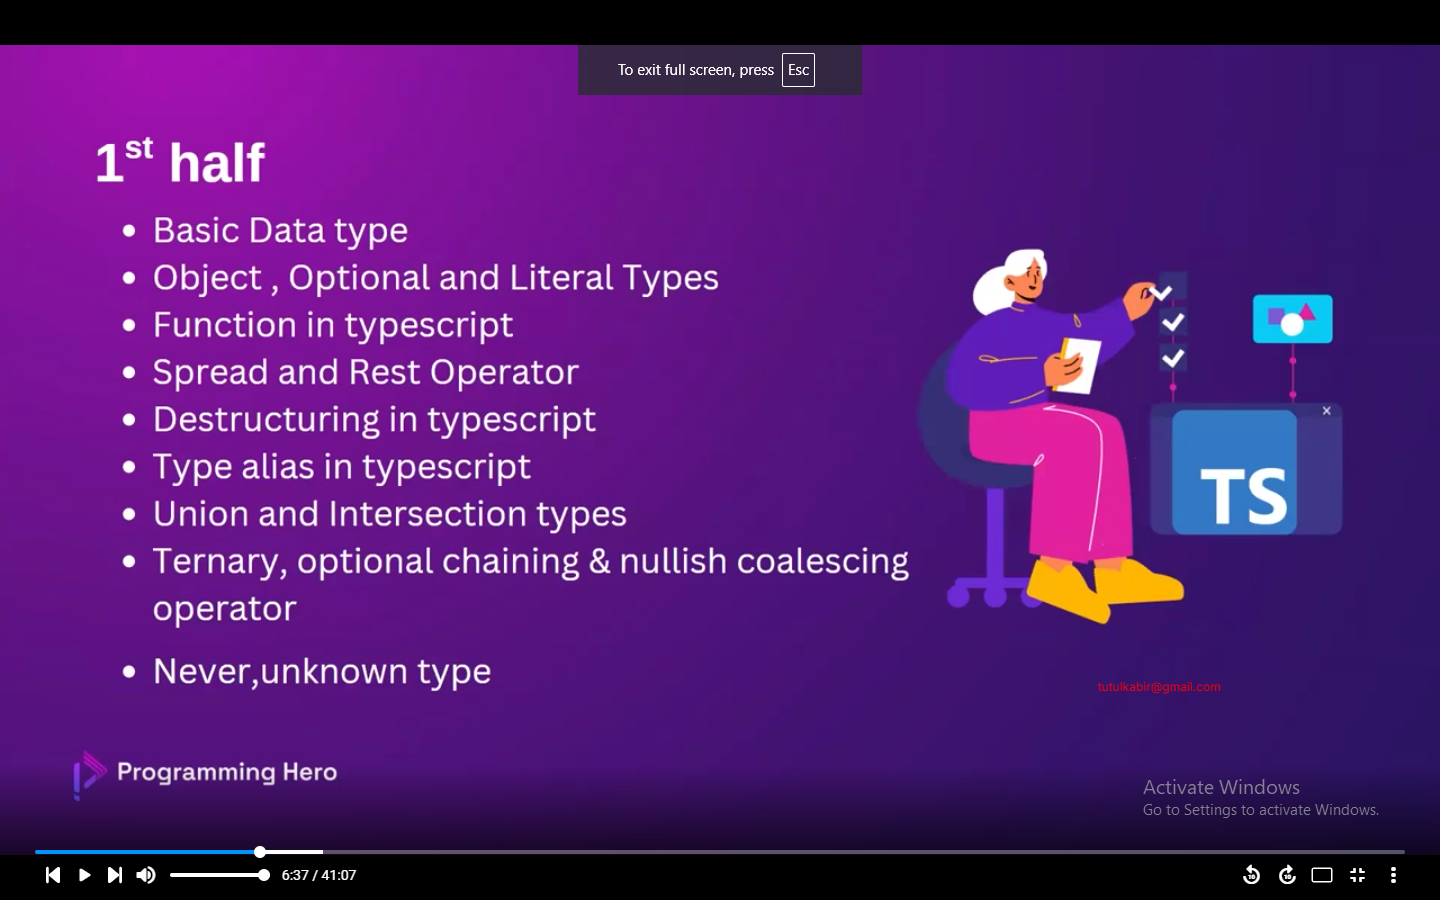 To exit full screen, press Esc
1st half
• Basic Data type
• Object , Optional and Literal Types
• Function in typescript
• Spread and Rest Operator
• Destructuring in typescript
• Type alias in typescript
• Union and Intersection types
• Ternary, optional chaining & nullish coalescing
operator
• Never,unknown type
TS
tutulkabir@gmail.com
Programming Hero
Activate Windows
Go to Settings to activate Windows.
6:37 / 41:07
10
10